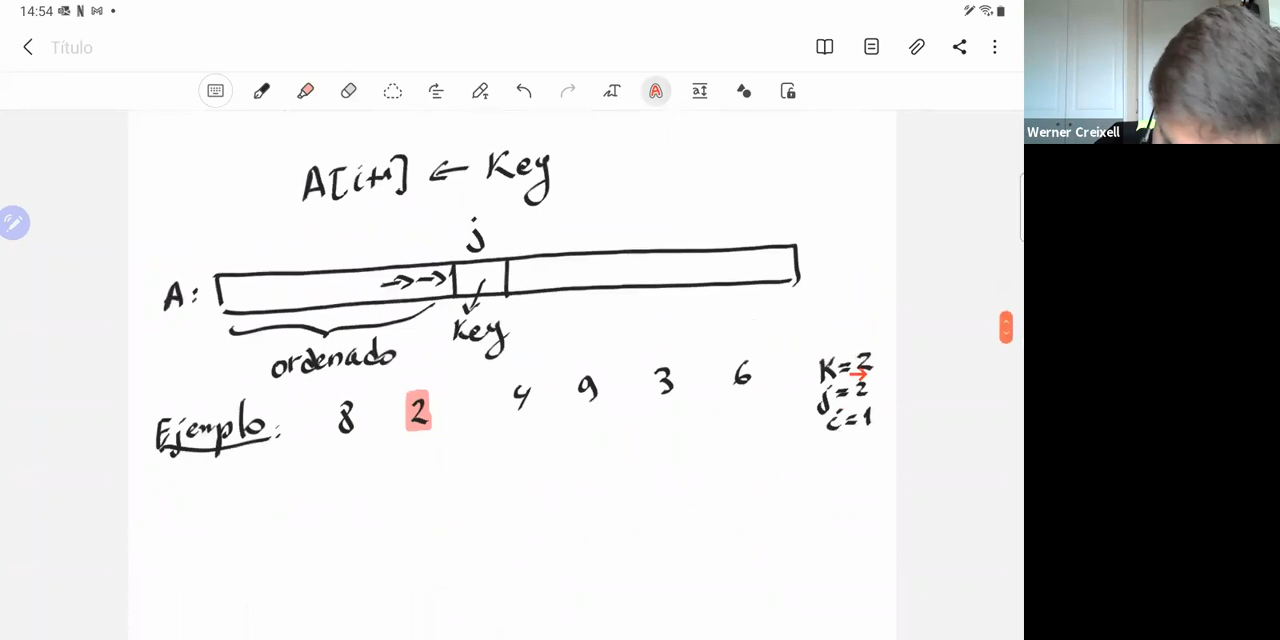 14:54
Título
Werner Creixell
A[i+1] ← Key
j
A: →→
Key
ordenado
Ejemplo: 8 2 4 9 3 6
K=2
j=2
i=1